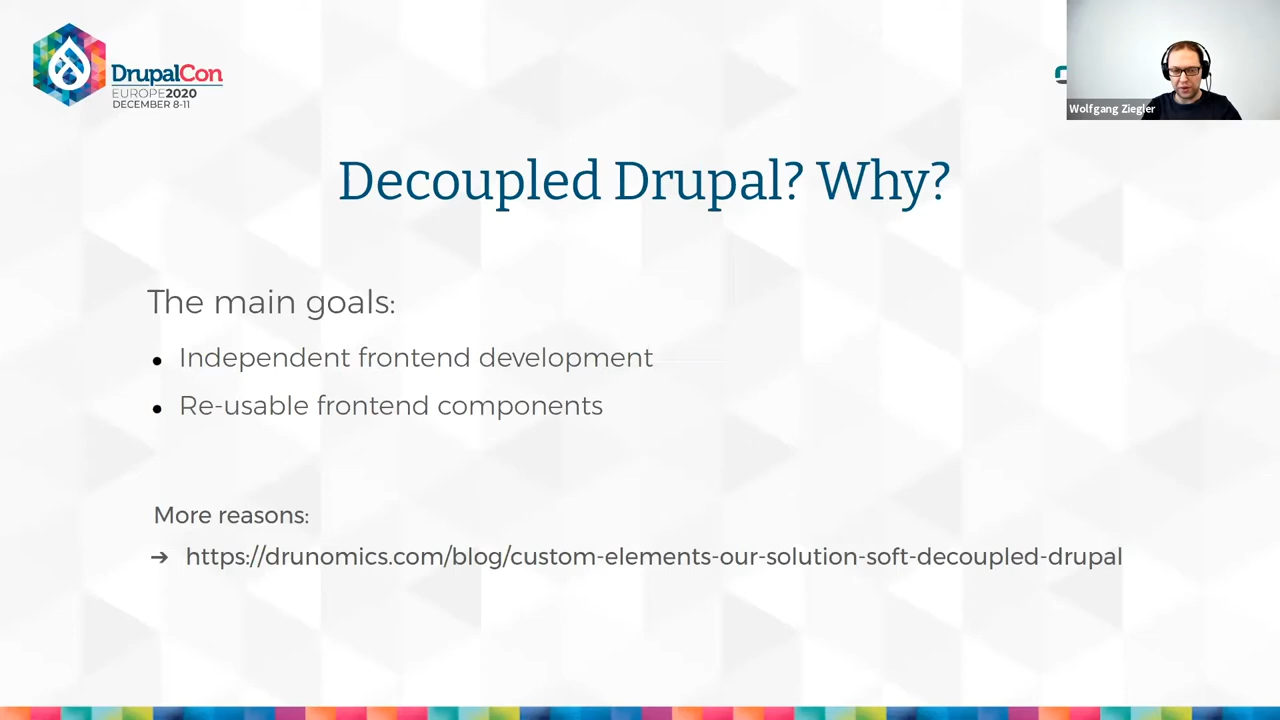 DrupalCon
EUROPE2020
DECEMBER 8-11
Wolfgang Ziegler
Decoupled Drupal? Why?
The main goals:
● Independent frontend development
● Re-usable frontend components
More reasons:
➔ https://drunomics.com/blog/custom-elements-our-solution-soft-decoupled-drupal